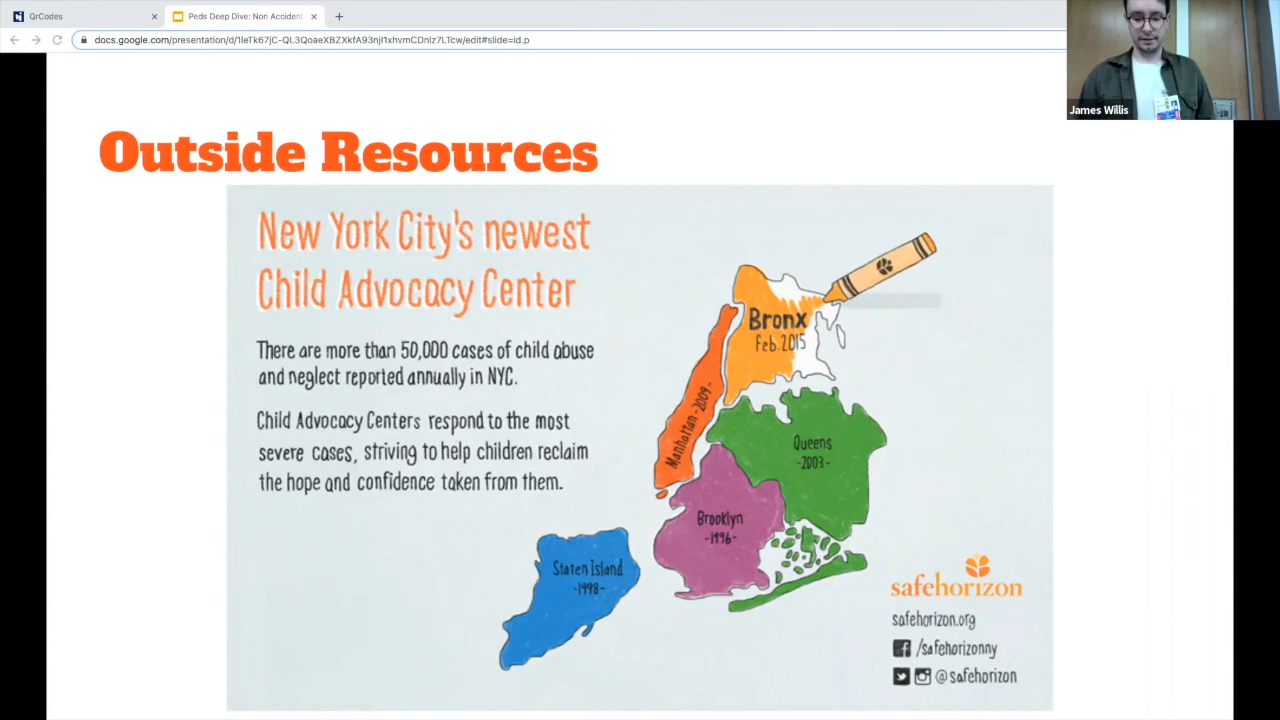 QrCodes
Peds Deep Dive: Non Accident
docs.google.com/presentation/d/1IeTk67jC-QL3QoaeXBZXkfA93njI1xhvmCDnlz7LTcw/edit#slide=id.p
James Willis
Outside Resources
New York City's newest
Child Advocacy Center
There are more than 50,000 cases of child abuse
and neglect reported annually in NYC.
Child Advocacy Centers respond to the most
severe cases, striving to help children reclaim
the hope and confidence taken from them.
Bronx
Feb. 2015
Manhattan -2009-
Queens
-2003-
Brooklyn
-1996-
Staten Island
-1998-
safehorizon
safehorizon.org
/safehorizonny
@safehorizon